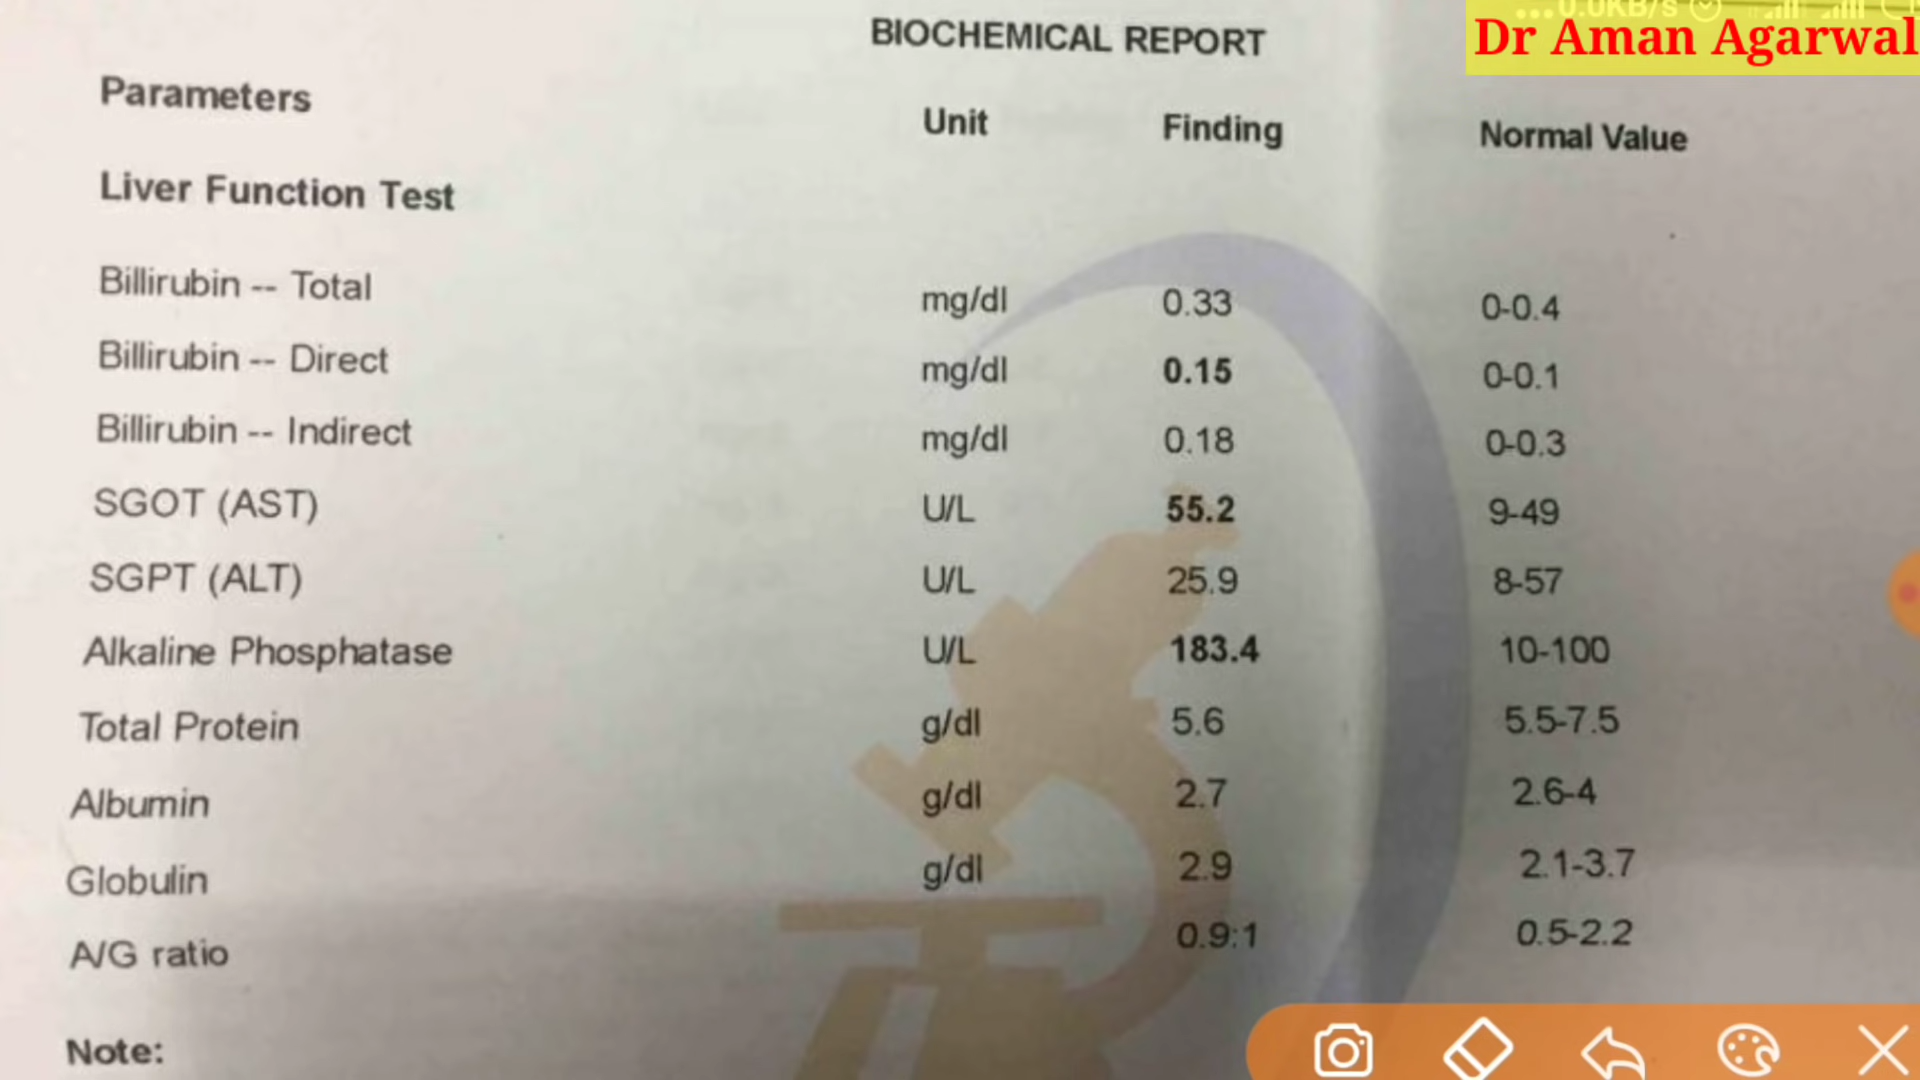 ...0.0KB/s
Dr Aman Agarwal
BIOCHEMICAL REPORT
Parameters Unit Finding Normal Value
Liver Function Test
Billirubin -- Total mg/dl 0.33 0-0.4
Billirubin -- Direct mg/dl 0.15 0-0.1
Billirubin -- Indirect mg/dl 0.18 0-0.3
SGOT (AST) U/L 55.2 9-49
SGPT (ALT) U/L 25.9 8-57
Alkaline Phosphatase U/L 183.4 10-100
Total Protein g/dl 5.6 5.5-7.5
Albumin g/dl 2.7 2.6-4
Globulin g/dl 2.9 2.1-3.7
A/G ratio 0.9:1 0.5-2.2
Note: